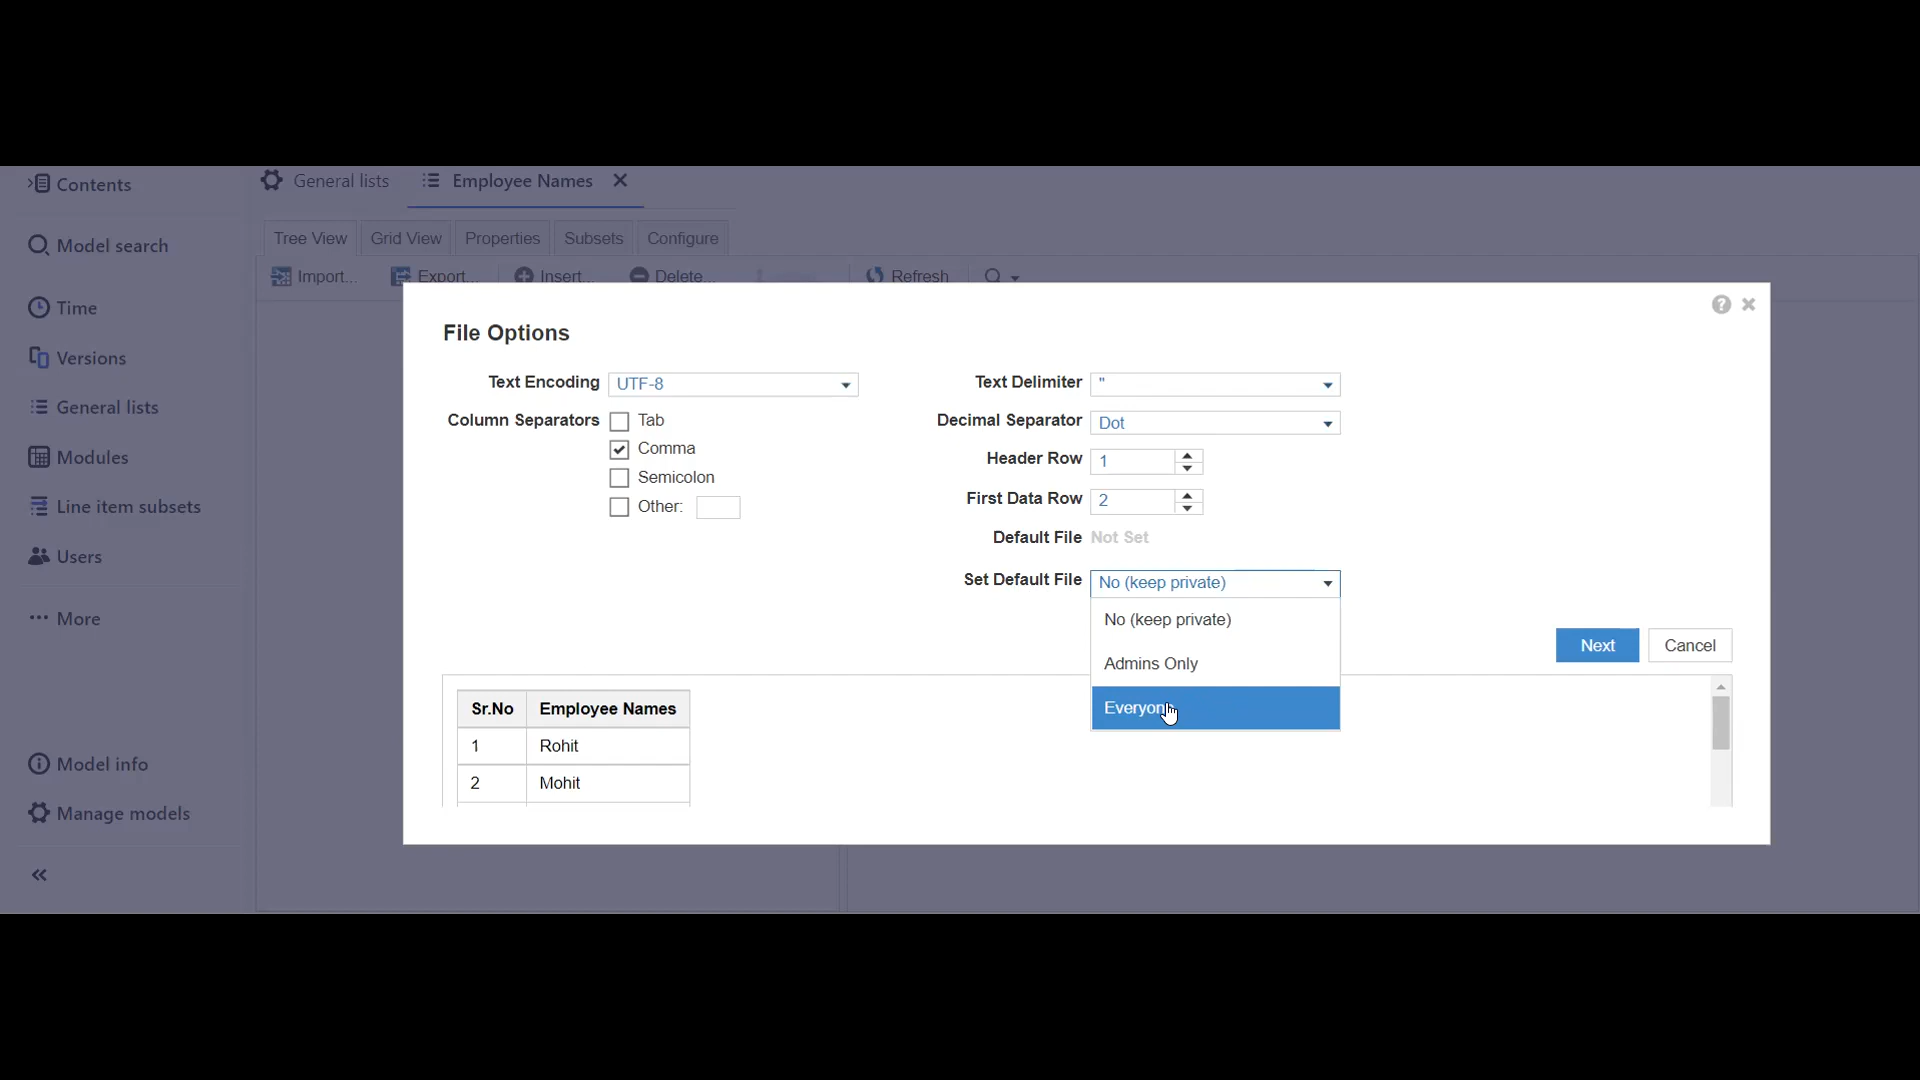 Contents
General lists
Employee Names
Model search
Tree View
Grid View
Properties
Subsets
Configure
Import...
Export...
Insert...
Delete...
Refresh
Time
Versions
General lists
Modules
Line item subsets
Users
More
Model info
Manage models
File Options
Text Encoding UTF-8
Column Separators Tab
Comma
Semicolon
Other:
Text Delimiter "
Decimal Separator Dot
Header Row 1
First Data Row 2
Default File Not Set
Set Default File No (keep private)
No (keep private)
Admins Only
Everyone
Next
Cancel
Sr.No Employee Names
1 Rohit
2 Mohit